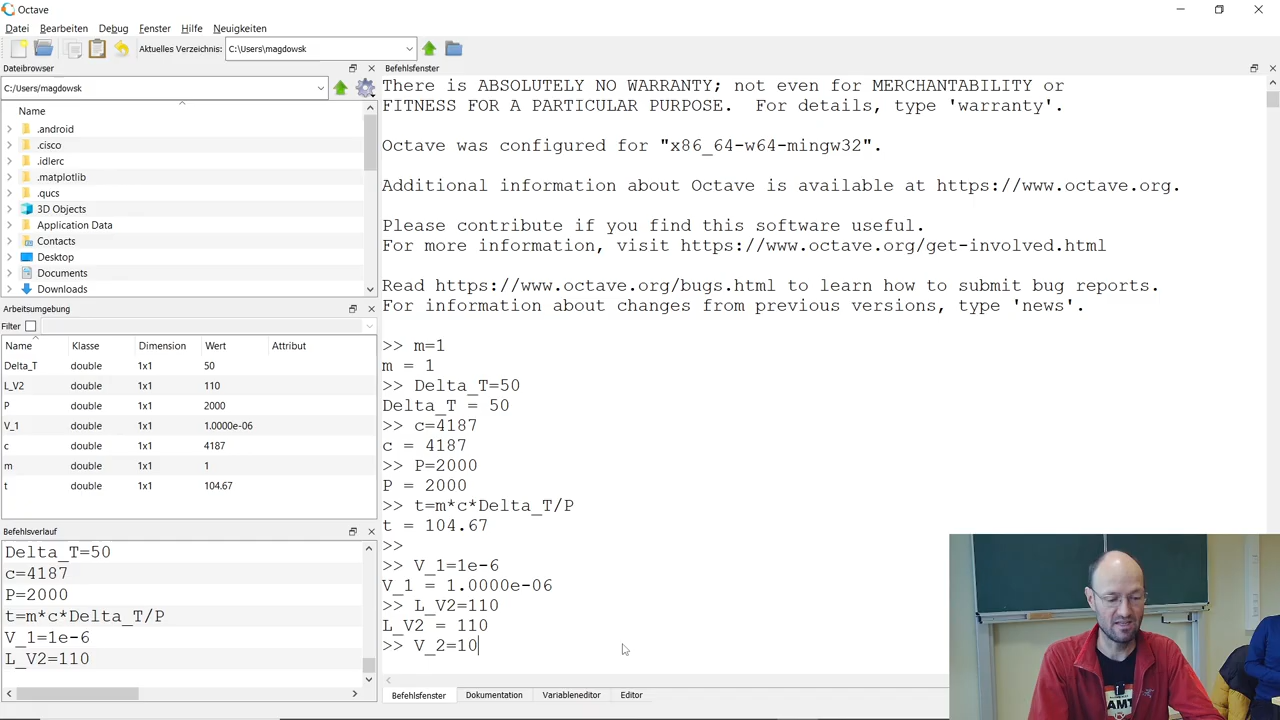 Octave
Datei Bearbeiten Debug Fenster Hilfe Neuigkeiten
Aktuelles Verzeichnis: C:\Users\magdowsk
Dateibrowser
C:/Users/magdowsk
Name
.android
.cisco
.idlerc
.matplotlib
.qucs
3D Objects
Application Data
Contacts
Desktop
Documents
Downloads
Arbeitsumgebung
Filter
Name Klasse Dimension Wert Attribut
Delta_T double 1x1 50
L_V2 double 1x1 110
P double 1x1 2000
V_1 double 1x1 1.0000e-06
c double 1x1 4187
m double 1x1 1
t double 1x1 104.67
Befehlsverlauf
Delta_T=50
c=4187
P=2000
t=m*c*Delta_T/P
V_1=1e-6
L_V2=110
Befehlsfenster
There is ABSOLUTELY NO WARRANTY; not even for MERCHANTABILITY or
FITNESS FOR A PARTICULAR PURPOSE.  For details, type 'warranty'.
Octave was configured for "x86_64-w64-mingw32".
Additional information about Octave is available at https://www.octave.org.
Please contribute if you find this software useful.
For more information, visit https://www.octave.org/get-involved.html
Read https://www.octave.org/bugs.html to learn how to submit bug reports.
For information about changes from previous versions, type 'news'.
>> m=1
m = 1
>> Delta_T=50
Delta_T = 50
>> c=4187
c = 4187
>> P=2000
P = 2000
>> t=m*c*Delta_T/P
t = 104.67
>>
>> V_1=1e-6
V_1 = 1.0000e-06
>> L_V2=110
L_V2 = 110
>> V_2=10
Befehlsfenster Dokumentation Variableneditor Editor
AMT